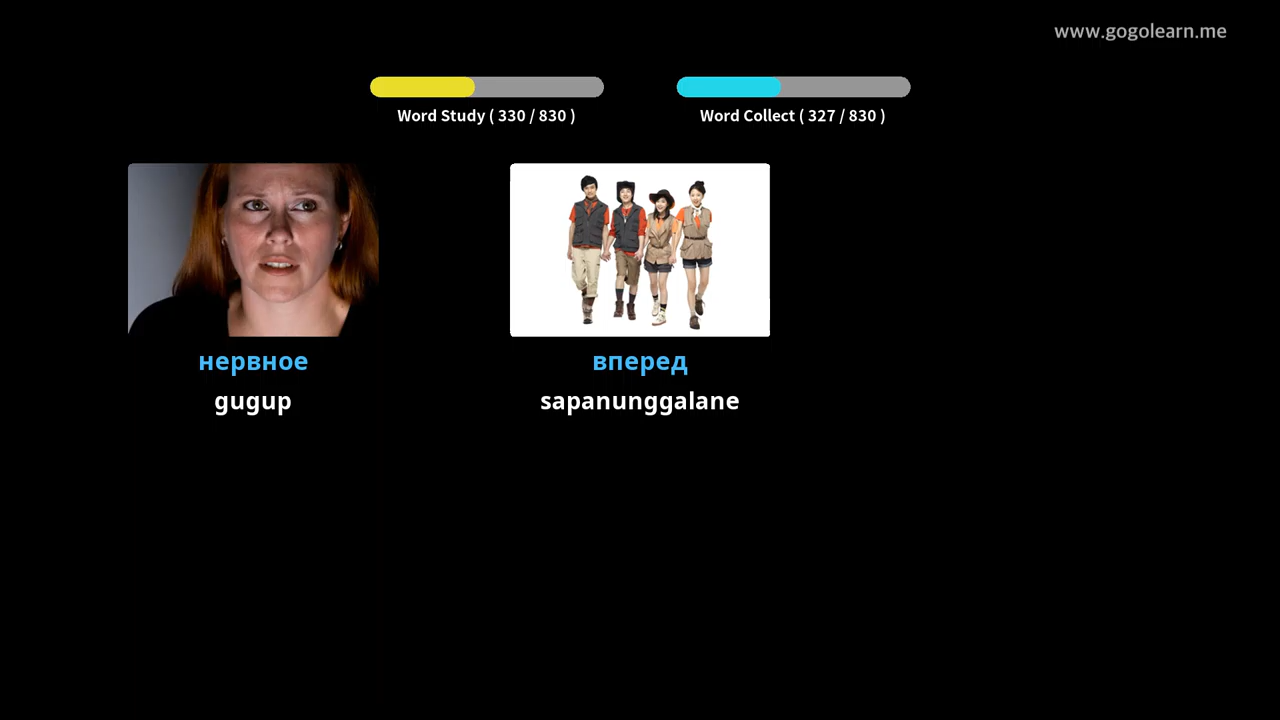 www.gogolearn.me
Word Study ( 330 / 830 )
Word Collect ( 327 / 830 )
нервное
gugup
вперед
sapanunggalane